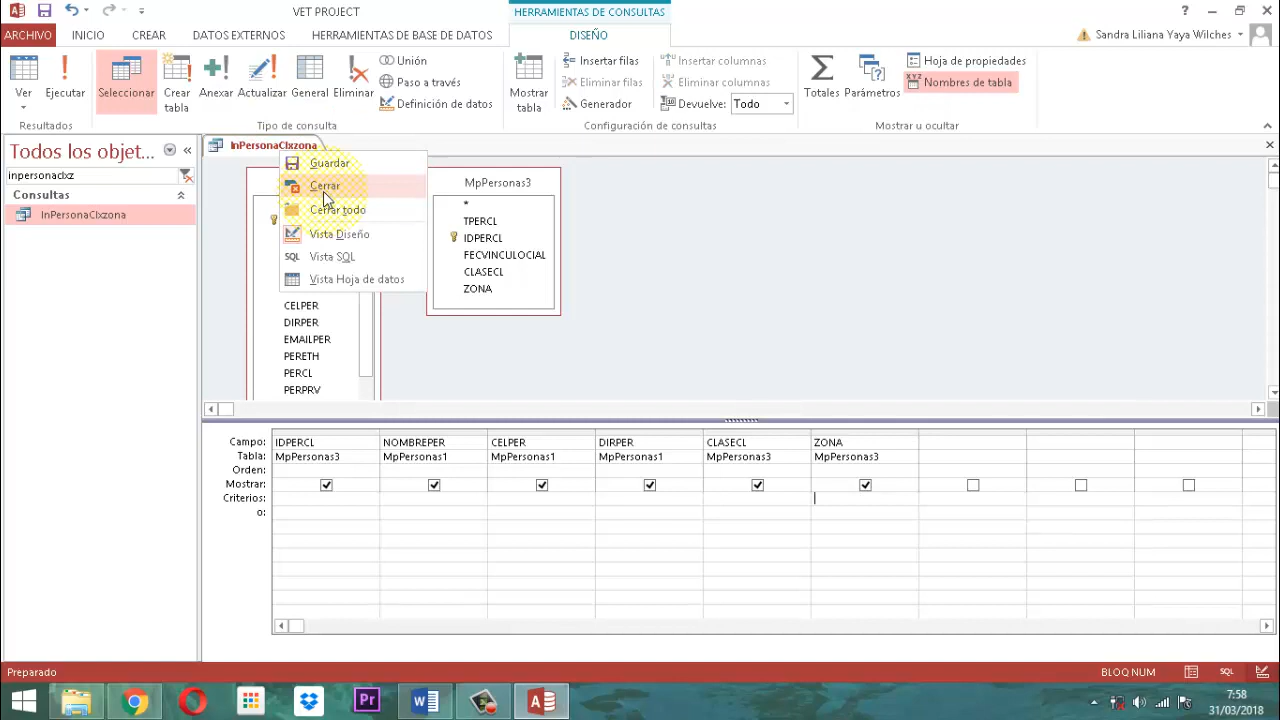 VET PROJECT
HERRAMIENTAS DE CONSULTAS
?
ARCHIVO INICIO CREAR DATOS EXTERNOS HERRAMIENTAS DE BASE DE DATOS DISEÑO
Sandra Liliana Yaya Wilches
Ver
Ejecutar
Seleccionar
Crear tabla
Anexar
Actualizar
General
Eliminar
Unión
Paso a través
Definición de datos
Mostrar tabla
Insertar filas
Eliminar filas
Generador
Insertar columnas
Eliminar columnas
Devuelve: Todo
Totales
Parámetros
Hoja de propiedades
XYZ Nombres de tabla
Resultados
Tipo de consulta
Configuración de consultas
Mostrar u ocultar
Todos los objet...
inpersonaclxz
Consultas
InPersonaClxzona
InPersonaClxzona
Guardar
Cerrar
Cerrar todo
Vista Diseño
SQL Vista SQL
Vista Hoja de datos
CELPER
DIRPER
EMAILPER
PERETH
PERCL
PERPRV
MpPersonas3
*
TPERCL
IDPERCL
FECVINCULOCIAL
CLASECL
ZONA
Campo: IDPERCL NOMBREPER CELPER DIRPER CLASECL ZONA
Tabla: MpPersonas3 MpPersonas1 MpPersonas1 MpPersonas1 MpPersonas3 MpPersonas3
Orden:
Mostrar:
Criterios:
o:
Preparado
BLOQ NUM
SQL
Pr
7:58
31/03/2018